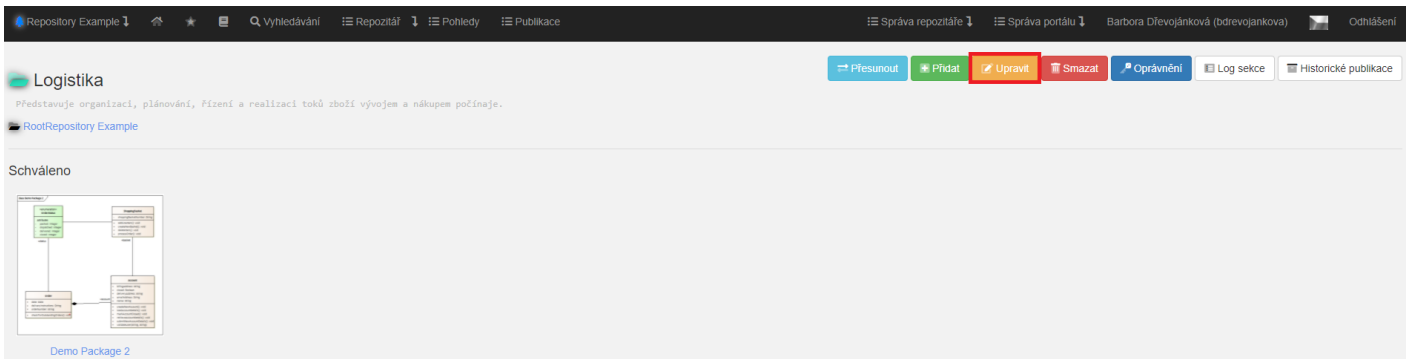 Repository Example Vyhledávání Repozitář Pohledy Publikace Správa repozitáře Správa portálu Barbora Dřevojánková (bdrevojankova) Odhlášení
Přesunout Přidat Upravit Smazat Oprávnění Log sekce Historické publikace
Logistika
Představuje organizaci, plánování, řízení a realizaci toků zboží vývojem a nákupem počínaje.
RootRepository Example
Schváleno
Demo Package 2